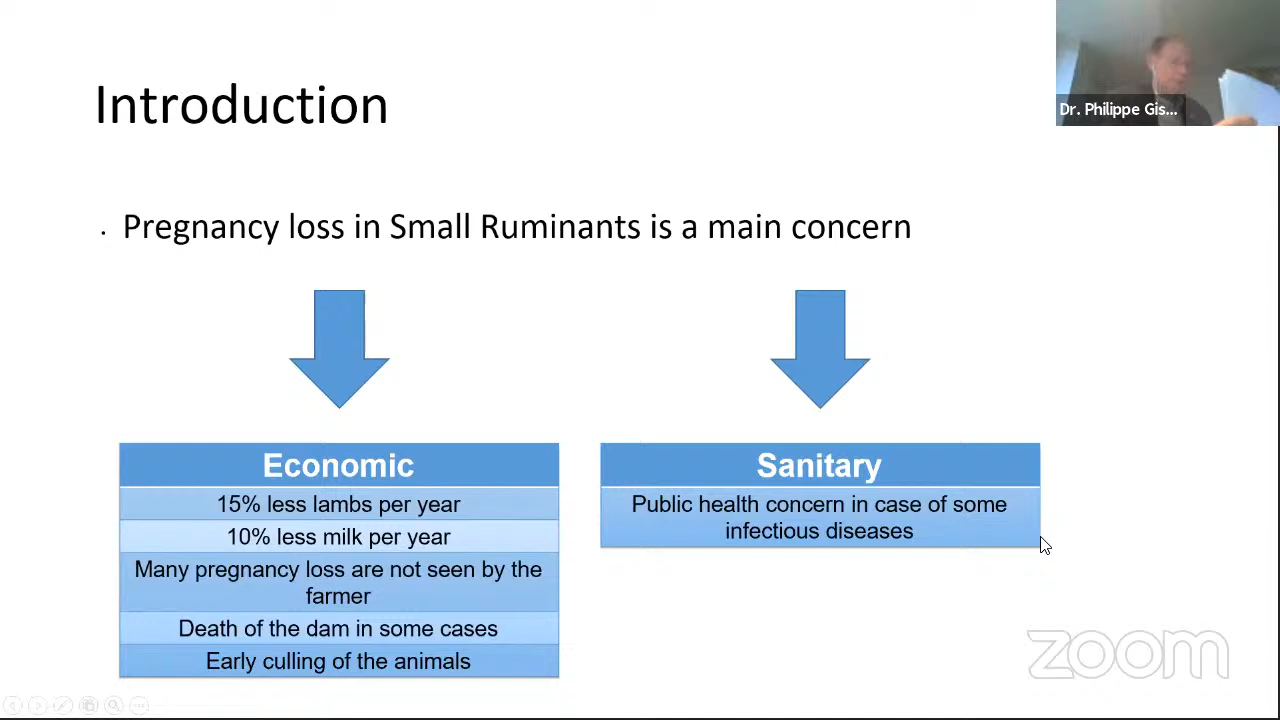 Introduction
Dr. Philippe Gis...
Pregnancy loss in Small Ruminants is a main concern
Economic
15% less lambs per year
10% less milk per year
Many pregnancy loss are not seen by the
farmer
Death of the dam in some cases
Early culling of the animals
Sanitary
Public health concern in case of some
infectious diseases
zoom